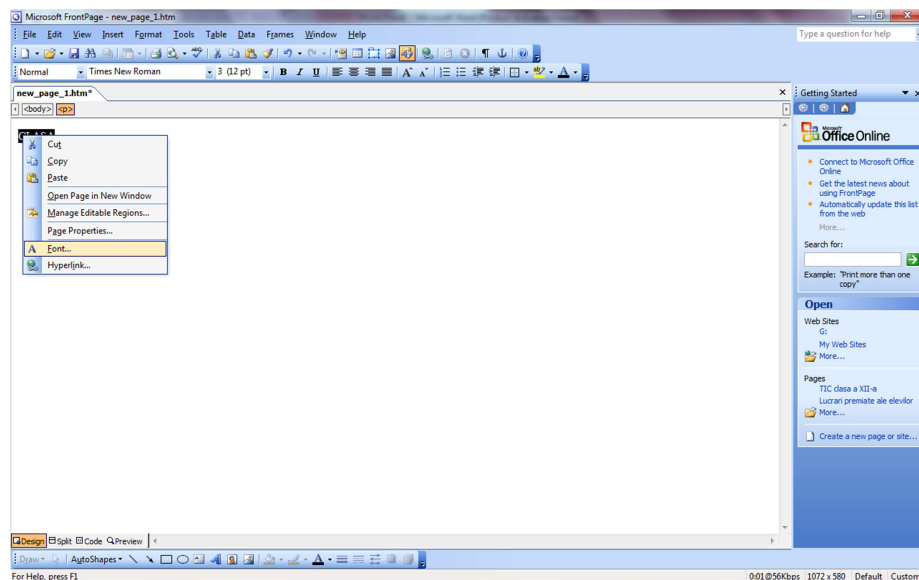 Microsoft FrontPage - new_page_1.htm
File Edit View Insert Format Tools Table Data Frames Window Help
Type a question for help
Normal Times New Roman 3 (12 pt) B I U A A A
new_page_1.htm*
<body> <p>
Cut
Copy
Paste
Open Page in New Window
Manage Editable Regions...
Page Properties...
Font...
Hyperlink...
Getting Started
Microsoft
Office Online
Connect to Microsoft Office
Online
Get the latest news about
using FrontPage
Automatically update this list
from the web
More...
Search for:
Example: "Print more than one
copy"
Open
Web Sites
G:
My Web Sites
More...
Pages
TIC clasa a XII-a
Lucrari premiate ale elevilor
More...
Create a new page or site...
Design Split Code Preview
Draw AutoShapes
For Help, press F1
0:01@56Kbps 1072 x 580 Default Custom